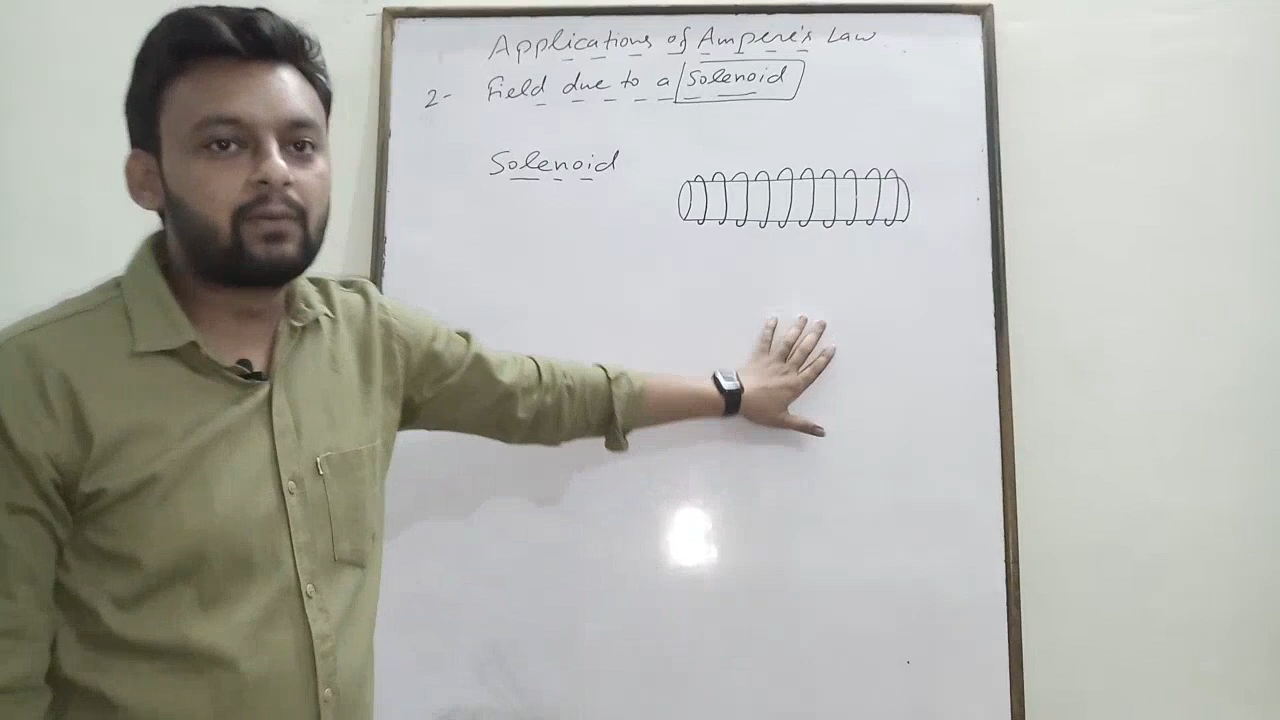 Applications of Ampere's Law
2- Field due to a Solenoid
Solenoid